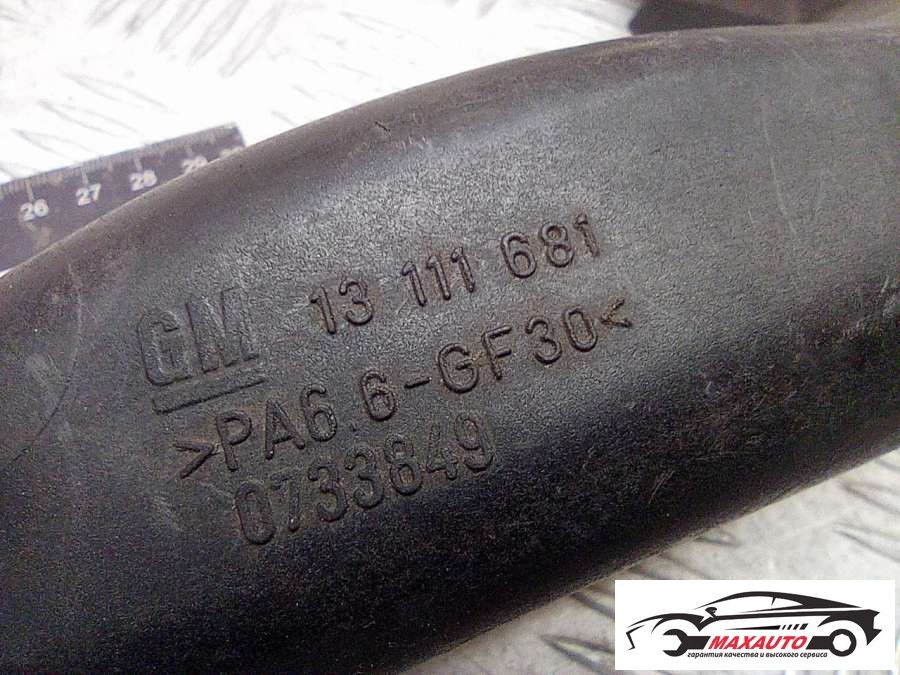 26 27 28 29
GM 13 111 681
>PA6.6-GF30<
0733849
MAXAUTO
гарантия качества и высокого сервиса